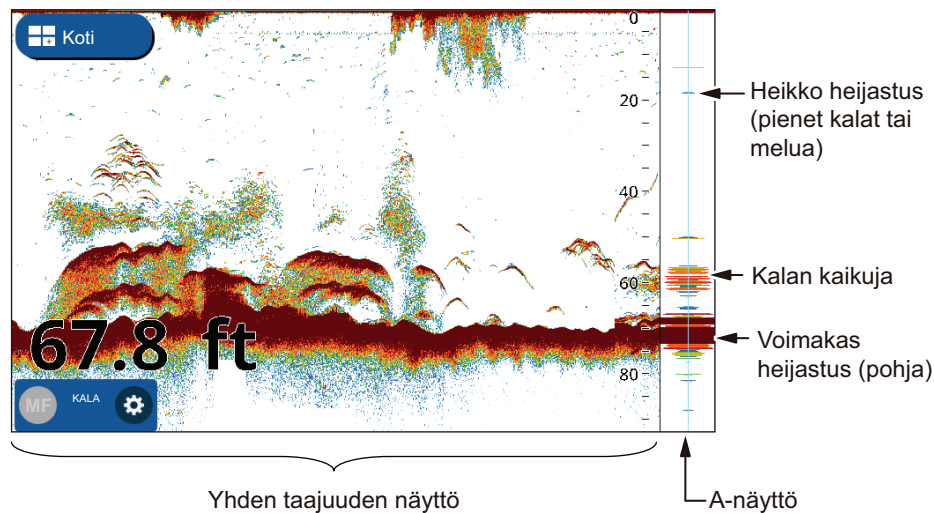 Koti
0
20
40
60
80
67.8 ft
MF
KALA
Heikko heijastus
(pienet kalat tai
melua)
Kalan kaikuja
Voimakas
heijastus (pohja)
Yhden taajuuden näyttö
A-näyttö